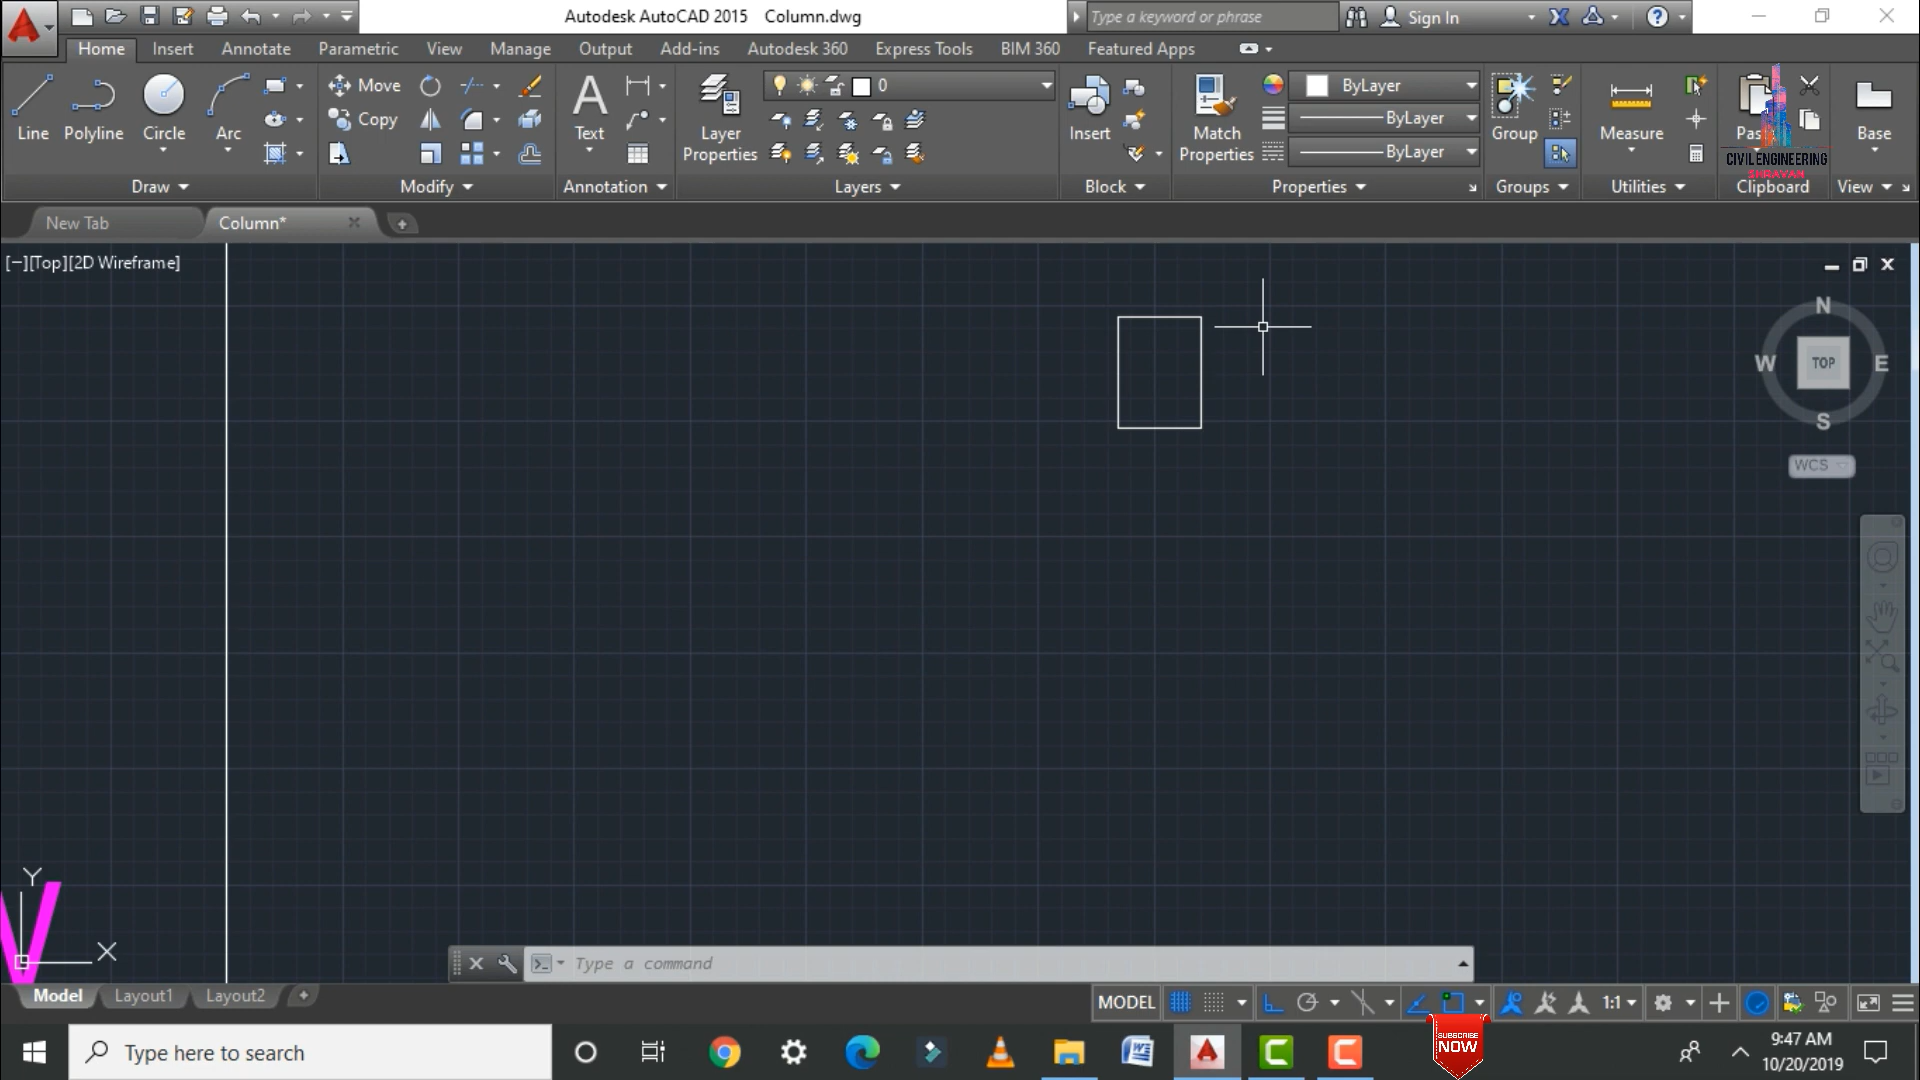 Autodesk AutoCAD 2015 Column.dwg
Type a keyword or phrase
Sign In
Home Insert Annotate Parametric View Manage Output Add-ins Autodesk 360 Express Tools BIM 360 Featured Apps
Line
Polyline
Circle
Arc
Draw
Move
Copy
Modify
Text
Annotation
Layer
Properties
0
Layers
Insert
Block
Match
Properties
ByLayer
ByLayer
ByLayer
Properties
Group
Groups
Measure
Utilities
CIVIL ENGINEERING
SHRAVAN
Clipboard
Base
View
New Tab
Column*
[−][Top][2D Wireframe]
N
W TOP E
S
WCS
Y
X
Type a command
Model Layout1 Layout2
MODEL
1:1
SUBSCRIBE
NOW
Type here to search
9:47 AM
10/20/2019